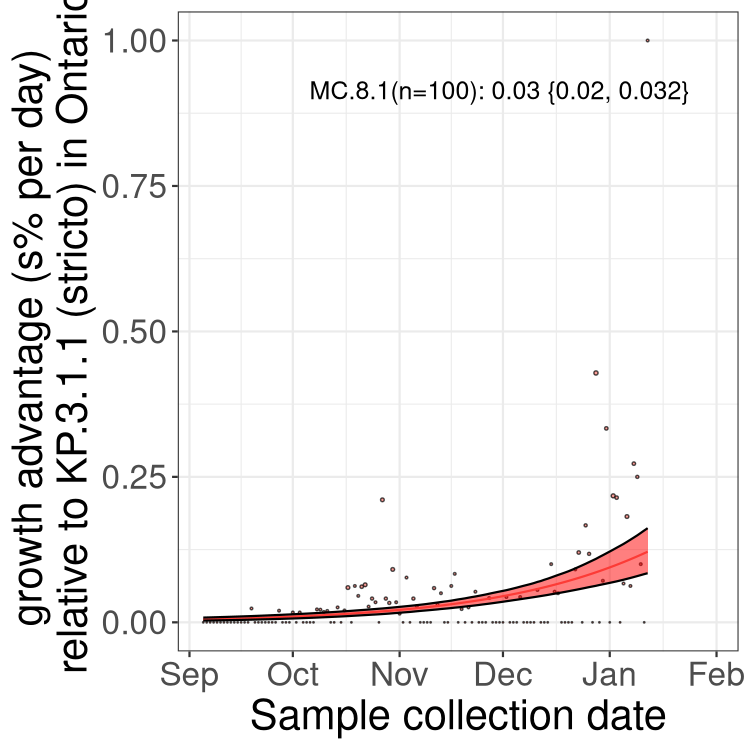 growth advantage (s% per day)
relative to KP.3.1.1 (stricto) in Ontario
1.00
0.75
0.50
0.25
0.00
MC.8.1(n=100): 0.03 {0.02, 0.032}
Sep Oct Nov Dec Jan Feb
Sample collection date